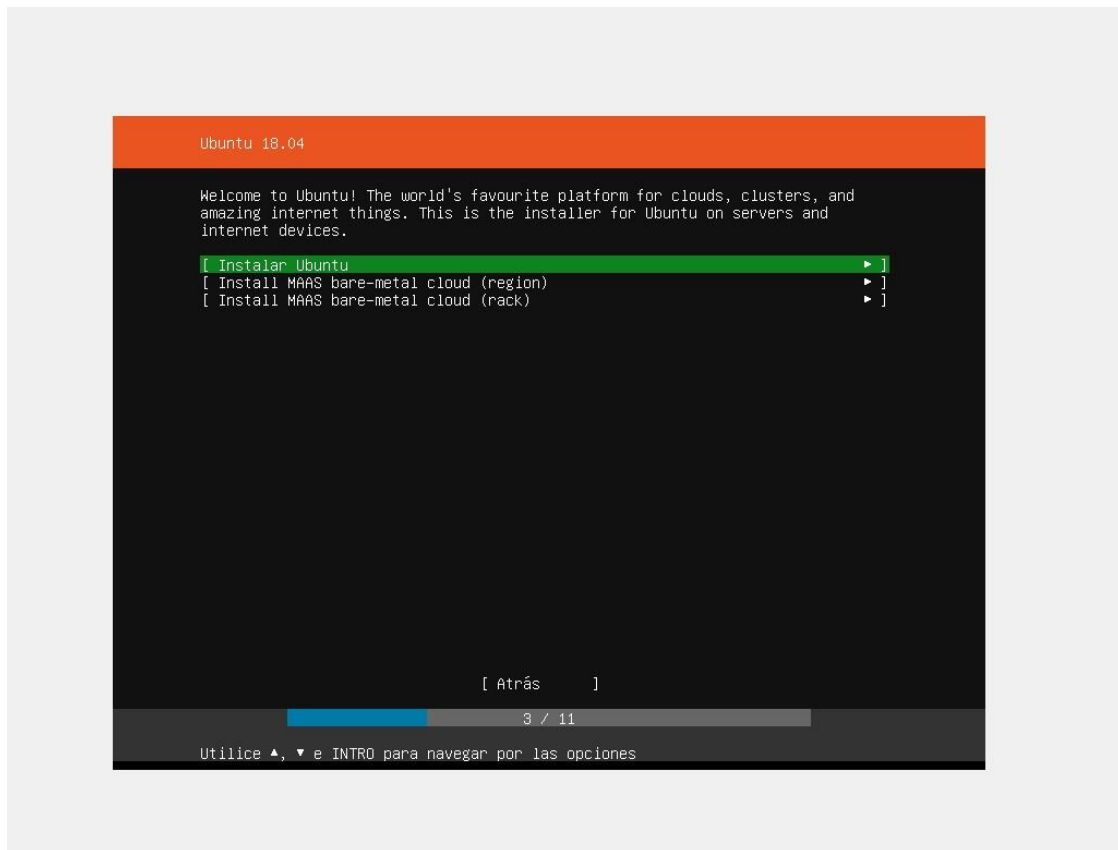 Ubuntu 18.04
Welcome to Ubuntu! The world's favourite platform for clouds, clusters, and
amazing internet things. This is the installer for Ubuntu on servers and
internet devices.
[ Instalar Ubuntu ► ]
[ Install MAAS bare-metal cloud (region) ► ]
[ Install MAAS bare-metal cloud (rack) ► ]
[ Atrás ]
3 / 11
Utilice ▲, ▼ e INTRO para navegar por las opciones